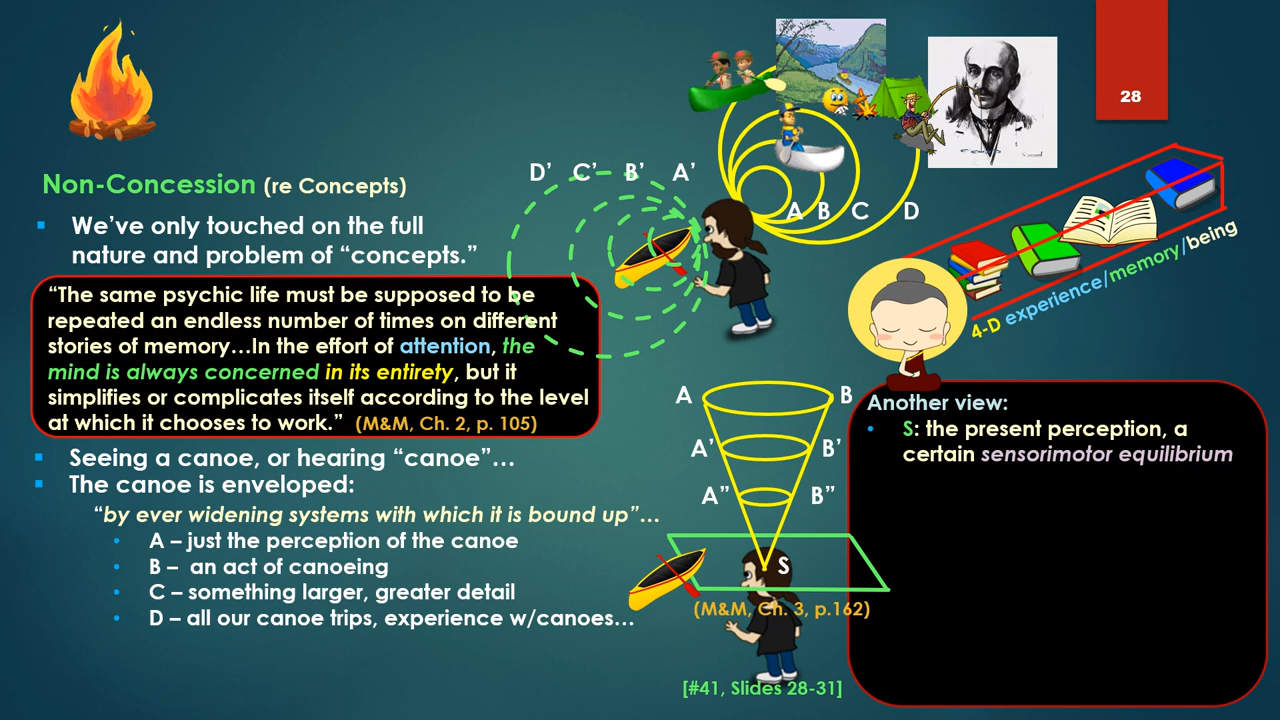 28
Non-Concession (re Concepts)
▪ We’ve only touched on the full
nature and problem of “concepts.”
“The same psychic life must be supposed to be
repeated an endless number of times on different
stories of memory…In the effort of attention, the
mind is always concerned in its entirety, but it
simplifies or complicates itself according to the level
at which it chooses to work.” (M&M, Ch. 2, p. 105)
▪ Seeing a canoe, or hearing “canoe”…
▪ The canoe is enveloped:
“by ever widening systems with which it is bound up”…
• A – just the perception of the canoe
• B – an act of canoeing
• C – something larger, greater detail
• D – all our canoe trips, experience w/canoes…
D’ C’ B’ A’
A B C D
4-D experience/memory/being
A B
A’ B’
A” B”
S
(M&M, Ch. 3, p.162)
[#41, Slides 28-31]
Another view:
• S: the present perception, a
certain sensorimotor equilibrium